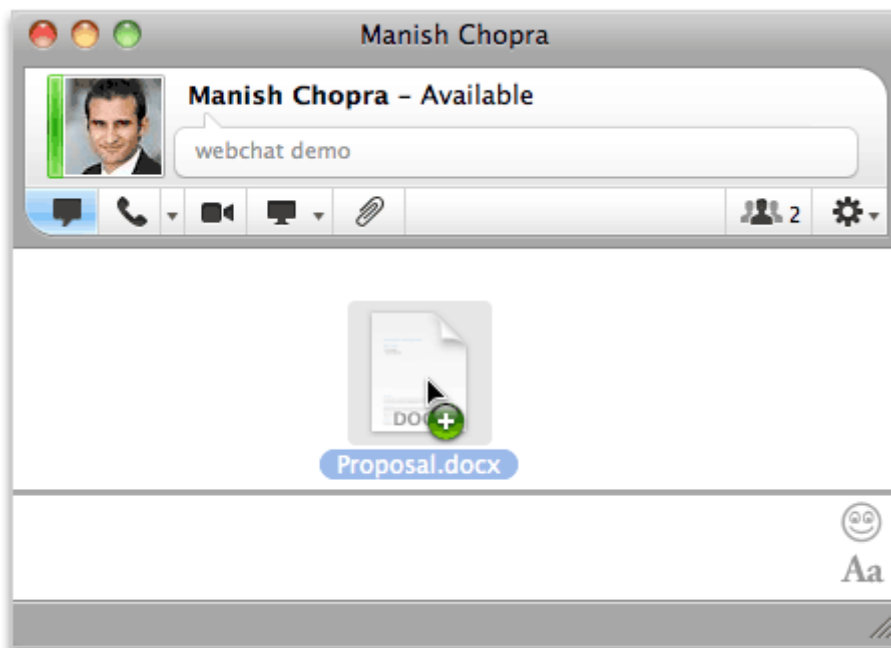 Manish Chopra
Manish Chopra – Available
webchat demo
2
DOC
Proposal.docx
Aa